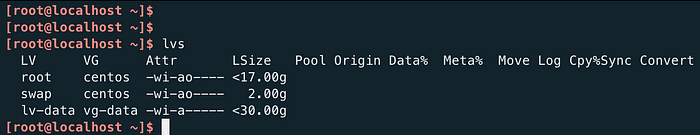 [root@localhost ~]$
[root@localhost ~]$
[root@localhost ~]$ lvs
  LV      VG      Attr       LSize   Pool Origin Data%  Meta%  Move Log Cpy%Sync Convert
  root    centos  -wi-ao---- <17.00g
  swap    centos  -wi-ao----   2.00g
  lv-data vg-data -wi-a----- <30.00g
[root@localhost ~]$